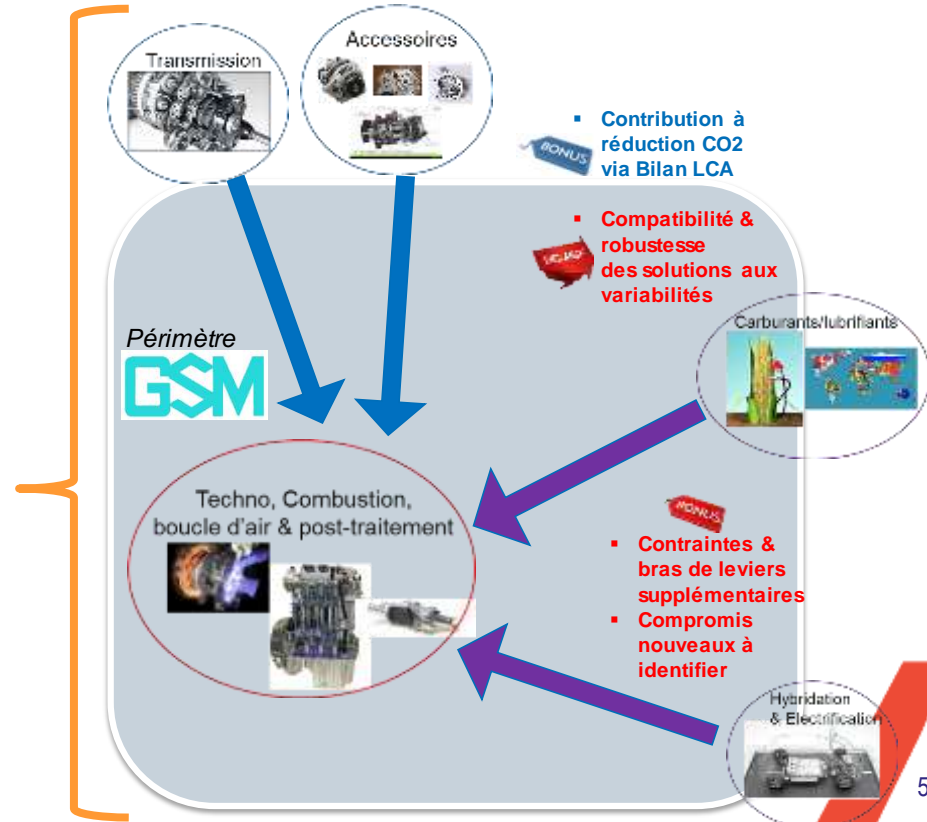 Transmission
Accessoires
BONUS
▪ Contribution à
réduction CO2
via Bilan LCA
▪ Compatibilité &
robustesse
des solutions aux
variabilités
Carburants/lubrifiants
Périmètre
GSM
Techno, Combustion,
boucle d'air & post-traitement
BONUS
▪ Contraintes &
bras de leviers
supplémentaires
▪ Compromis
nouveaux à
identifier
Hybridation
& Electrification
5